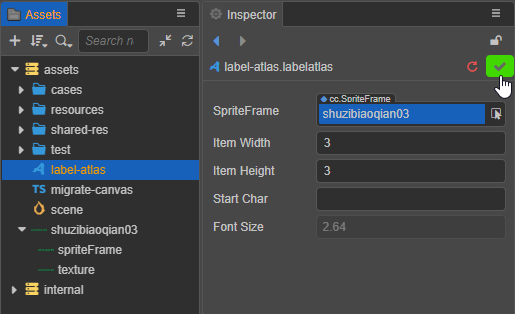 Assets
Search n
assets
cases
resources
shared-res
test
label-atlas
TS migrate-canvas
scene
shuzibiaoqian03
spriteFrame
texture
internal
Inspector
label-atlas.labelatlas
cc.SpriteFrame
SpriteFrame shuzibiaoqian03
Item Width 3
Item Height 3
Start Char
Font Size 2.64